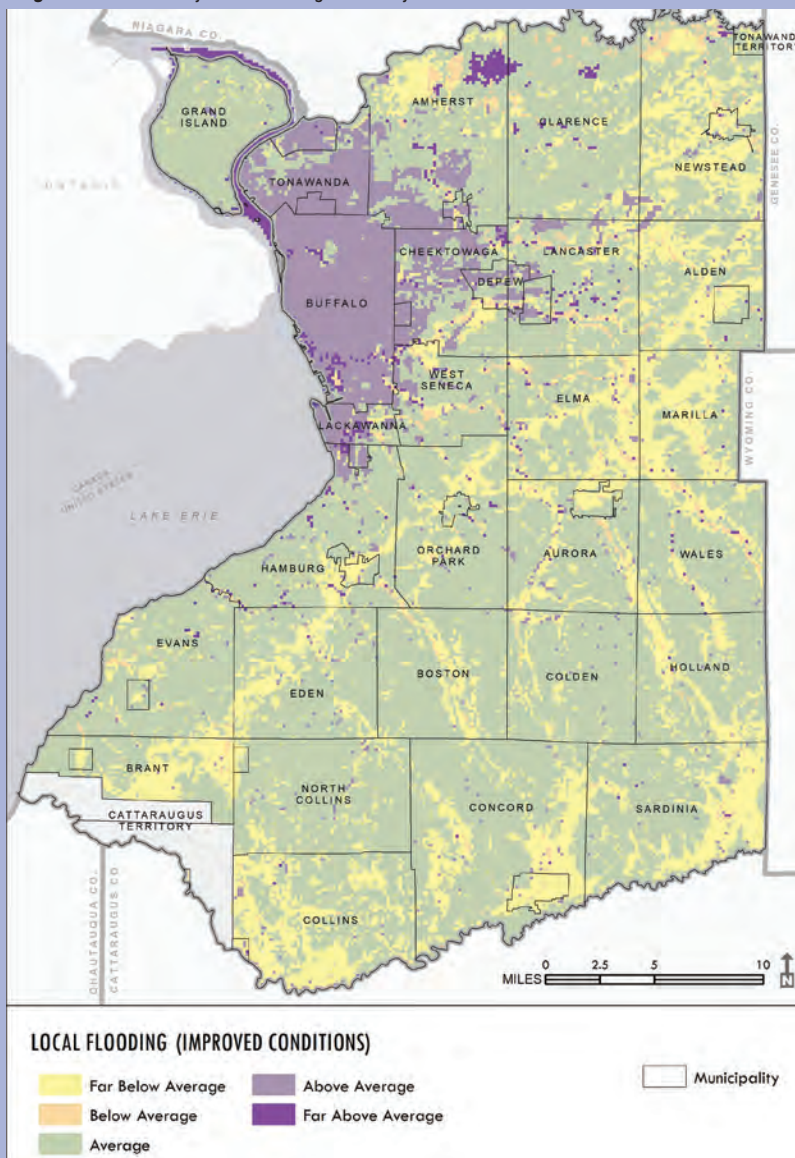 NIAGARA CO.
TONAWANDA
TERRITORY
GRAND
ISLAND
AMHERST
CLARENCE
NEWSTEAD
GENESEE CO.
ONTARIO
TONAWANDA
CHEEKTOWAGA
LANCASTER
DEPEW
ALDEN
BUFFALO
WEST
SENECA
ELMA
MARILLA
WYOMING CO.
LACKAWANNA
CANADA
UNITED STATES
LAKE ERIE
HAMBURG
ORCHARD
PARK
AURORA
WALES
EVANS
EDEN
BOSTON
COLDEN
HOLLAND
BRANT
NORTH
COLLINS
CONCORD
SARDINIA
CATTARAUGUS
TERRITORY
COLLINS
CHAUTAUQUA CO.
CATTARAUGUS CO
MILES
0 2.5 5 10
N
LOCAL FLOODING (IMPROVED CONDITIONS)
Far Below Average
Below Average
Average
Above Average
Far Above Average
Municipality